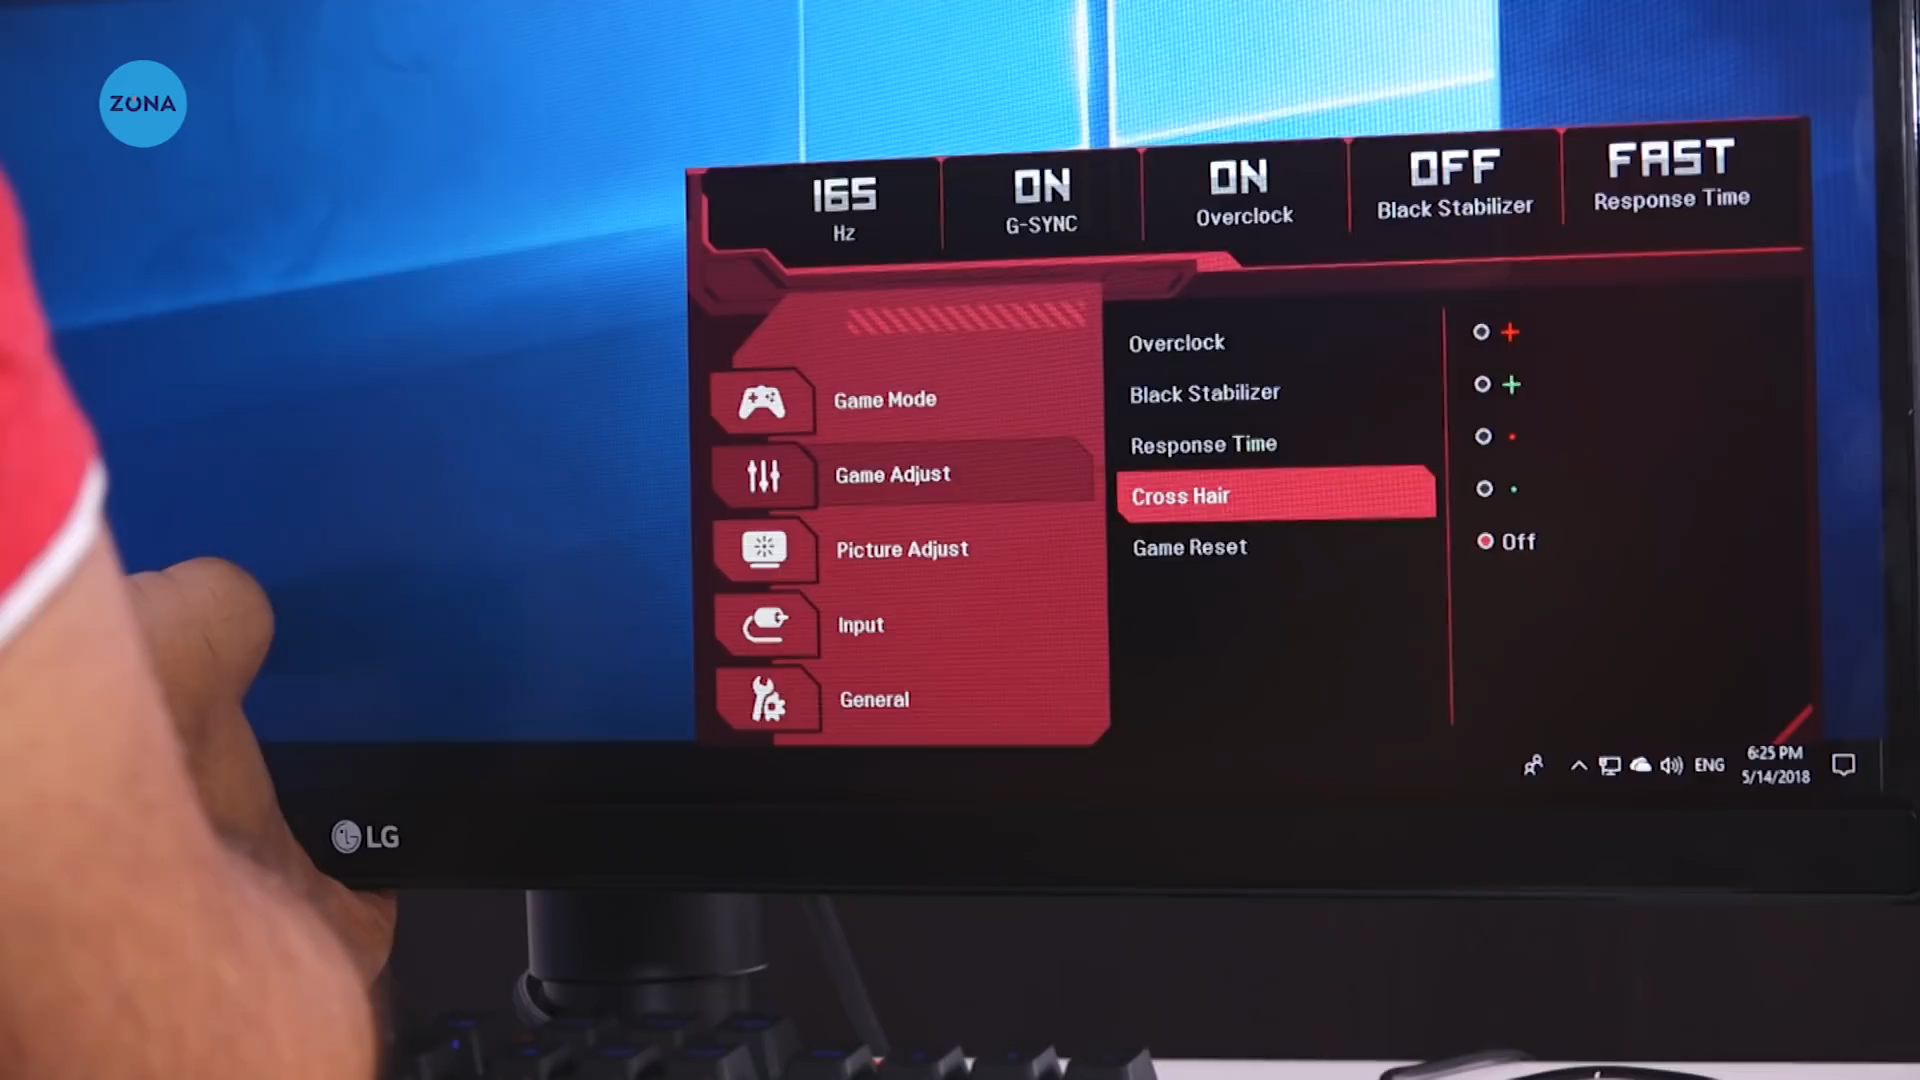 ZONA
165
Hz
ON
G-SYNC
ON
Overclock
OFF
Black Stabilizer
FAST
Response Time
Game Mode
Game Adjust
Picture Adjust
Input
General
Overclock
Black Stabilizer
Response Time
Cross Hair
Game Reset
Off
ENG
6:25 PM
5/14/2018
LG